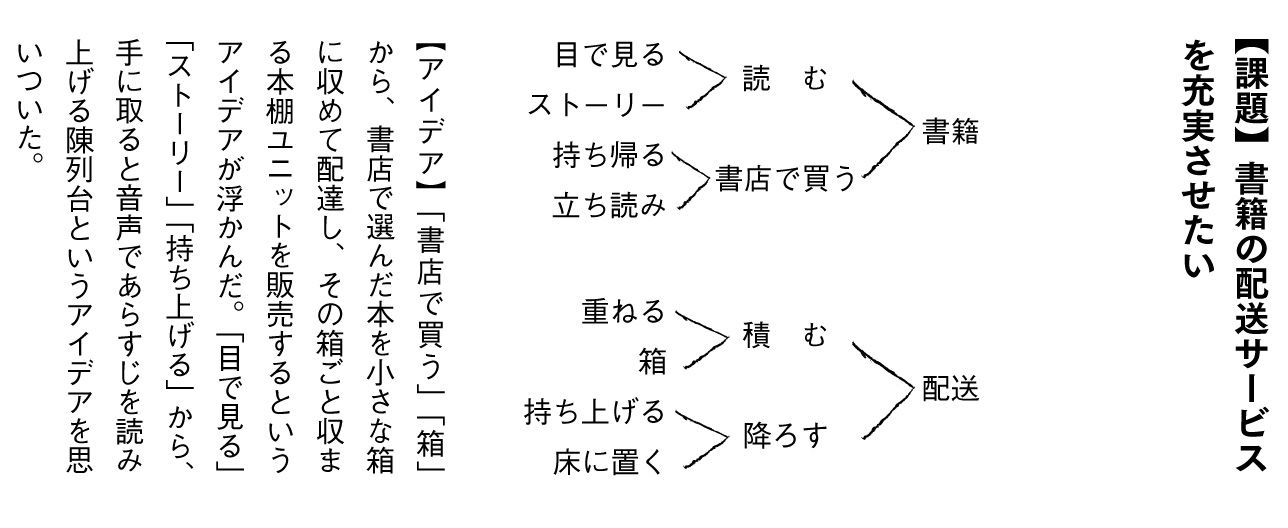 【課題】書籍の配送サービス
を充実させたい
書籍
読　む
目で見る
ストーリー
書店で買う
持ち帰る
立ち読み
配送
積　む
重ねる
箱
降ろす
持ち上げる
床に置く
【アイデア】「書店で買う」「箱」
から、書店で選んだ本を小さな箱
に収めて配達し、その箱ごと収ま
る本棚ユニットを販売するという
アイデアが浮かんだ。「目で見る」
「ストーリー」「持ち上げる」から、
手に取ると音声であらすじを読み
上げる陳列台というアイデアを思
いついた。